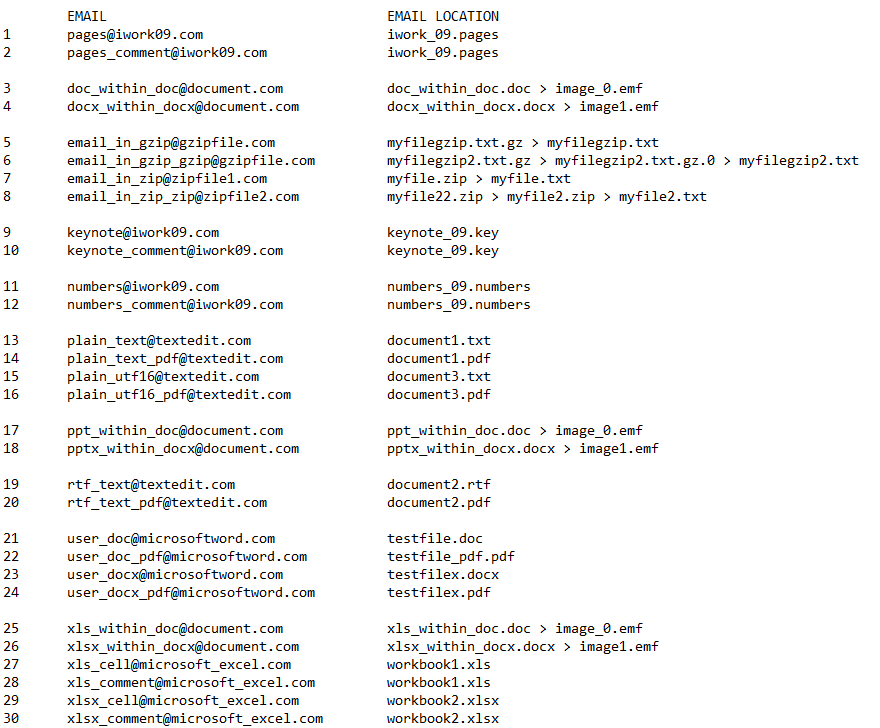 EMAIL EMAIL LOCATION
1 pages@iwork09.com iwork_09.pages
2 pages_comment@iwork09.com iwork_09.pages
3 doc_within_doc@document.com doc_within_doc.doc > image_0.emf
4 docx_within_docx@document.com docx_within_docx.docx > image1.emf
5 email_in_gzip@gzipfile.com myfilegzip.txt.gz > myfilegzip.txt
6 email_in_gzip_gzip@gzipfile.com myfilegzip2.txt.gz > myfilegzip2.txt.gz.0 > myfilegzip2.txt
7 email_in_zip@zipfile1.com myfile.zip > myfile.txt
8 email_in_zip_zip@zipfile2.com myfile22.zip > myfile2.zip > myfile2.txt
9 keynote@iwork09.com keynote_09.key
10 keynote_comment@iwork09.com keynote_09.key
11 numbers@iwork09.com numbers_09.numbers
12 numbers_comment@iwork09.com numbers_09.numbers
13 plain_text@textedit.com document1.txt
14 plain_text_pdf@textedit.com document1.pdf
15 plain_utf16@textedit.com document3.txt
16 plain_utf16_pdf@textedit.com document3.pdf
17 ppt_within_doc@document.com ppt_within_doc.doc > image_0.emf
18 pptx_within_docx@document.com pptx_within_docx.docx > image1.emf
19 rtf_text@textedit.com document2.rtf
20 rtf_text_pdf@textedit.com document2.pdf
21 user_doc@microsoftword.com testfile.doc
22 user_doc_pdf@microsoftword.com testfile_pdf.pdf
23 user_docx@microsoftword.com testfilex.docx
24 user_docx_pdf@microsoftword.com testfilex.pdf
25 xls_within_doc@document.com xls_within_doc.doc > image_0.emf
26 xlsx_within_docx@document.com xlsx_within_docx.docx > image1.emf
27 xls_cell@microsoft_excel.com workbook1.xls
28 xls_comment@microsoft_excel.com workbook1.xls
29 xlsx_cell@microsoft_excel.com workbook2.xlsx
30 xlsx_comment@microsoft_excel.com workbook2.xlsx